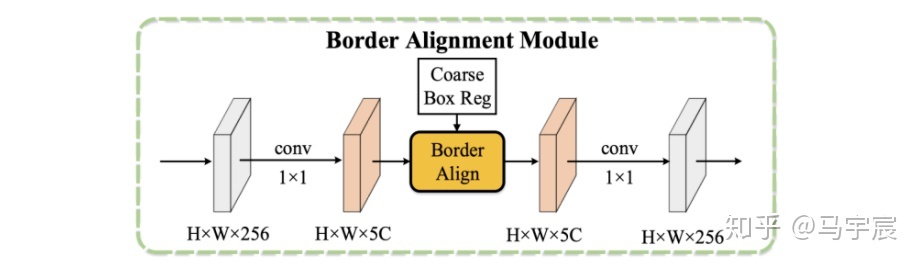 Border Alignment Module
Coarse
Box Reg
conv
1×1
Border
Align
conv
1×1
H×W×256
H×W×5C
H×W×5C
H×W×256
知乎 @马宇宸